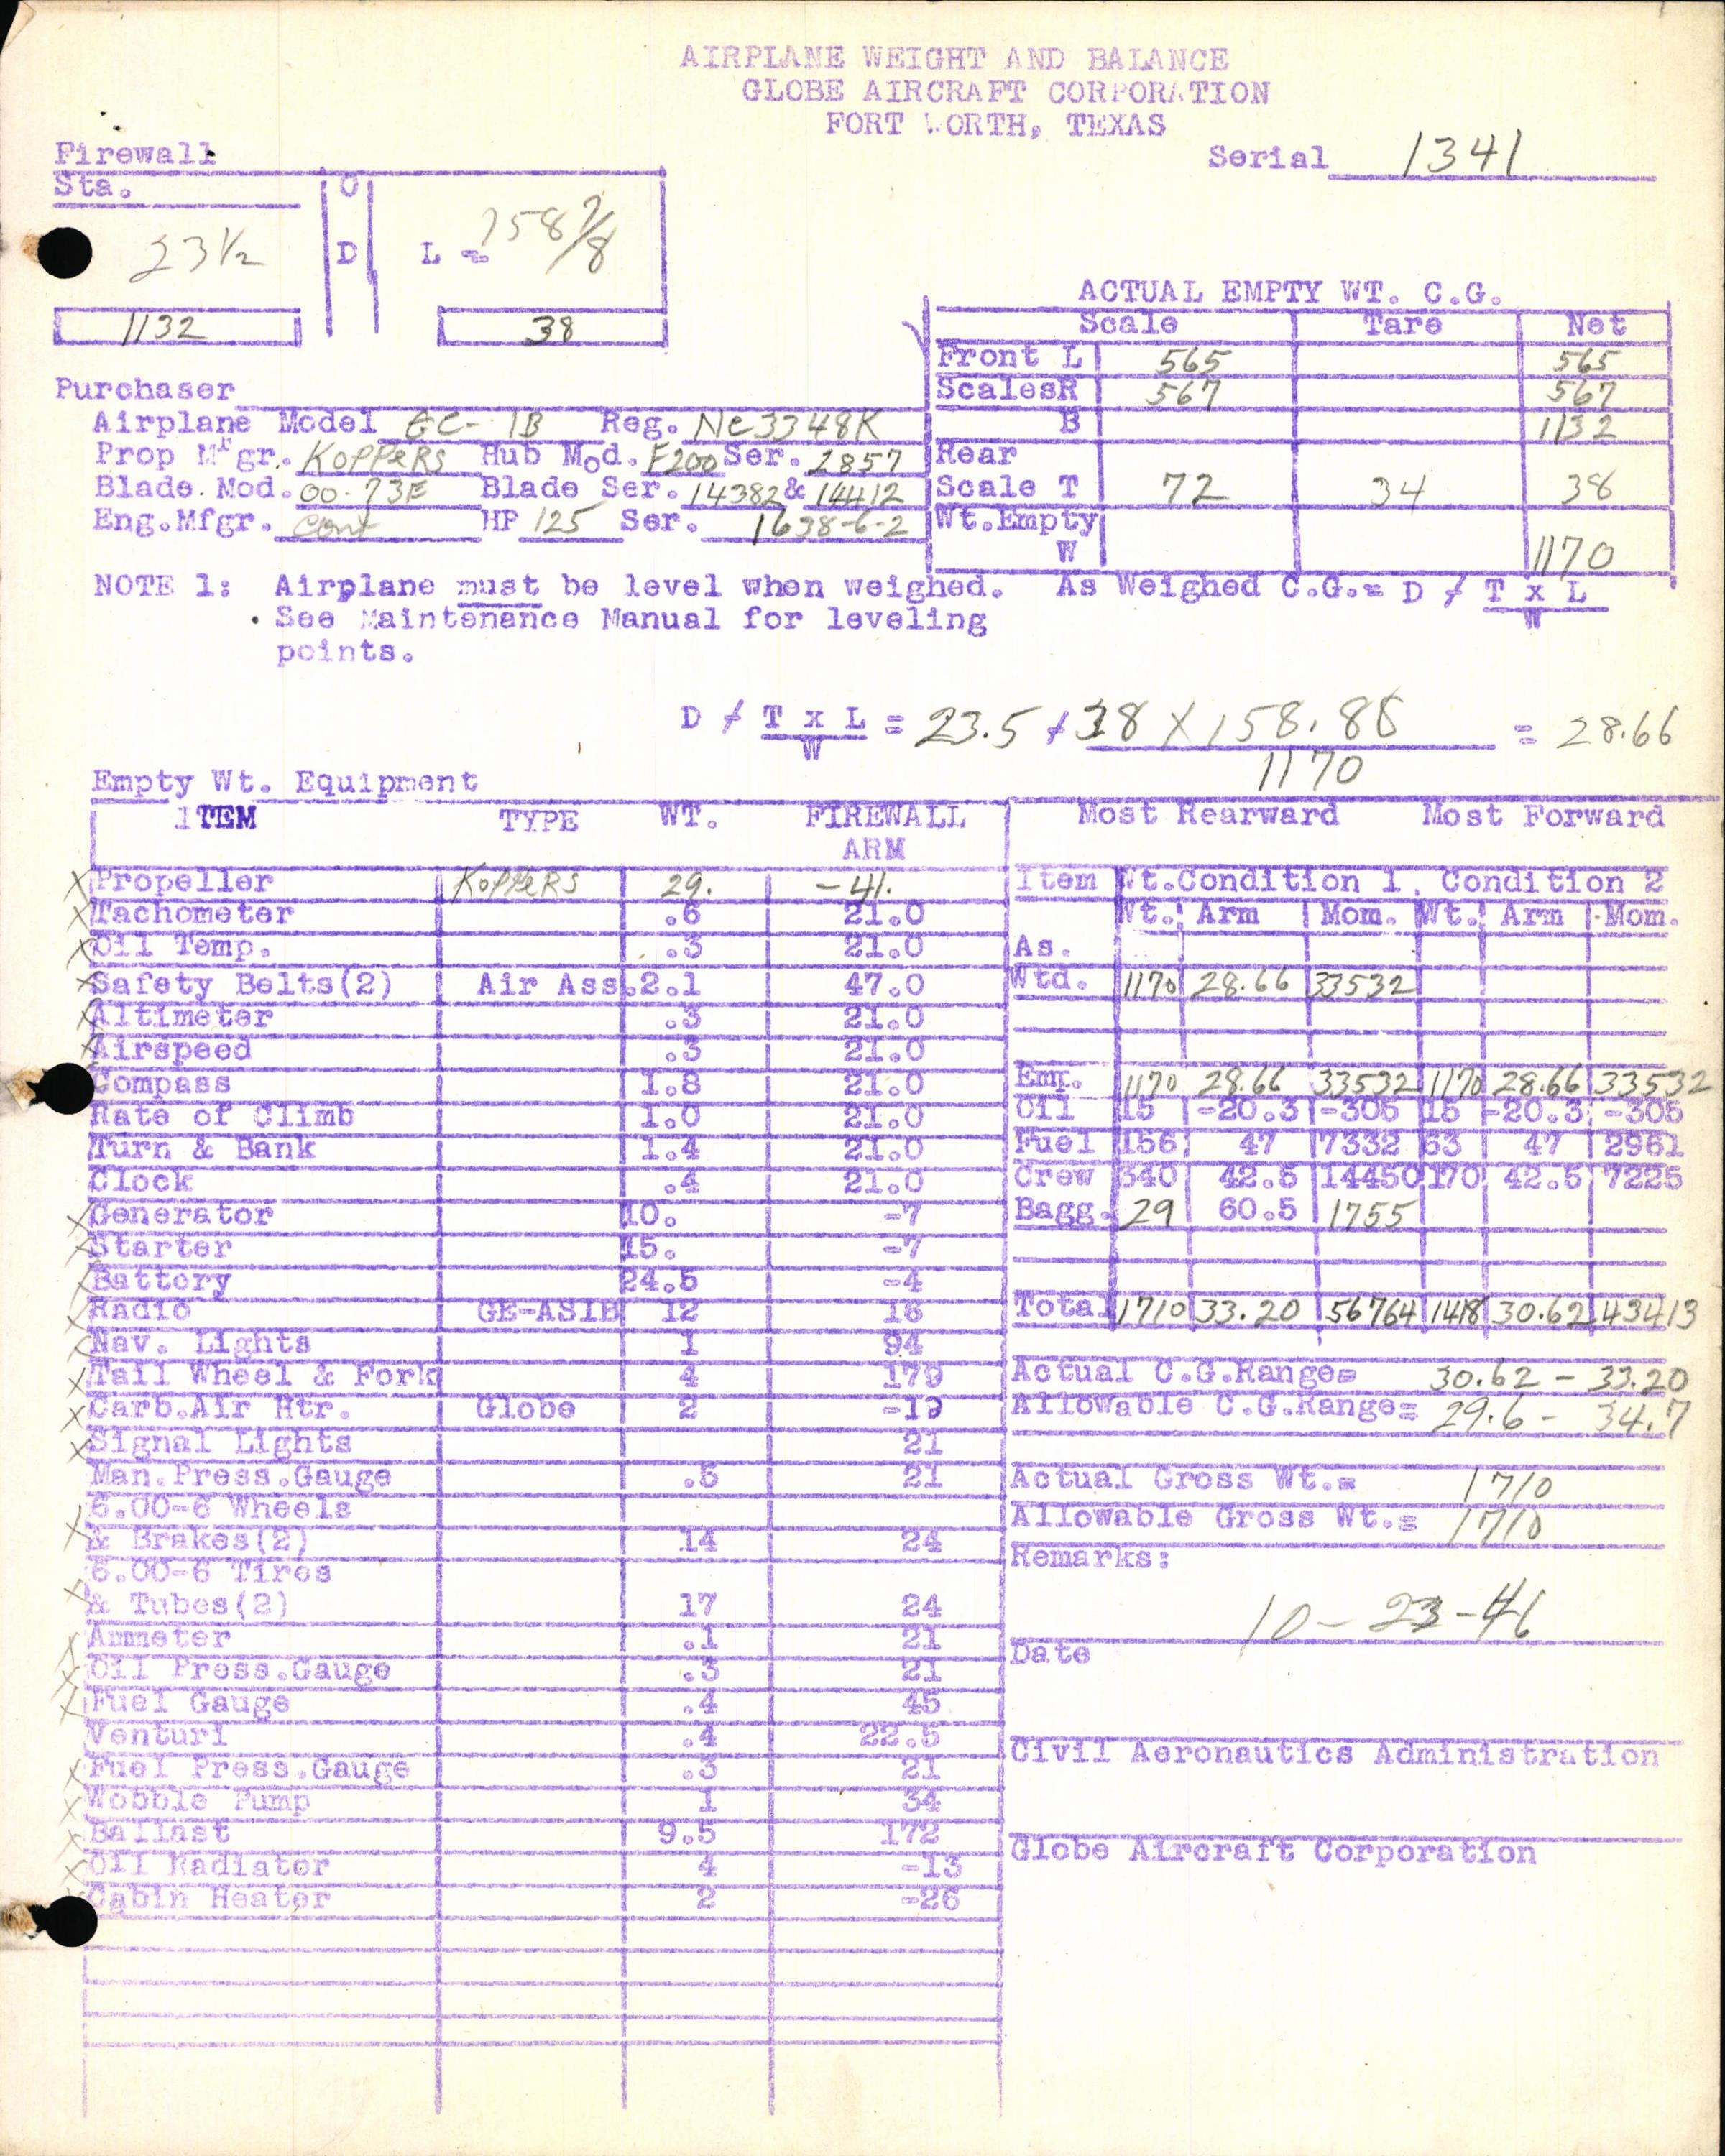 AIRPLANE WEIGHT AND BALANCE
GLOBE AIRCRAFT CORPORATION
FORT WORTH, TEXAS
Serial 1341
Firewall
Sta. O
23 1/2 D L = 158 7/8
1132 38
ACTUAL EMPTY WT. C.G.
Scale Tare Net
Front L 565 565
Scales R 567 567
B 1132
Rear
Scale T 72 34 38
Wt. Empty
W 1170
Purchaser
Airplane Model GC-1B Reg. NC3348K
Prop Mfgr. KOPPERS Hub Mod. F200 Ser. 2857
Blade Mod. 00-73E Blade Ser. 14382 & 14412
Eng.Mfgr. Cont HP 125 Ser. 1638-6-2
NOTE 1: Airplane must be level when weighed. As Weighed C.G.= D / T x L
W
See Maintenance Manual for leveling
points.
D / T x L = 23.5 + 38 X 158.88 = 28.66
W 1170
Empty Wt. Equipment
ITEM TYPE WT. FIREWALL
ARM
X Propeller KOPPERS 29. -41.
X Tachometer .6 21.0
X Oil Temp. .3 21.0
X Safety Belts(2) Air Ass. 2.1 47.0
X Altimeter .3 21.0
X Airspeed .3 21.0
Compass 1.8 21.0
Rate of Climb 1.0 21.0
Turn & Bank 1.4 21.0
Clock .4 21.0
X Generator 10. -7
X Starter 15. -7
X Battery 24.5 -4
X Radio GE-AS1B 12 16
X Nav. Lights 1 94
X Tail Wheel & Fork 4 179
X Carb.Air Htr. Globe 2 -19
X Signal Lights 21
Man.Press.Gauge .5 21
6.00-6 Wheels
X & Brakes(2) 14 24
6.00-6 Tires
X & Tubes(2) 17 24
X Ammeter .1 21
X Oil Press.Gauge .3 21
X Fuel Gauge .4 45
Venturi .4 22.5
X Fuel Press.Gauge .3 21
X Wobble Pump 1 34
X Ballast 9.5 172
X Oil Radiator 4 -13
X Cabin Heater 2 -26
Most Rearward Most Forward
Item Wt.Condition 1. Condition 2
Wt. Arm Mom. Wt. Arm Mom.
As.
Wtd. 1170 28.66 33532
Emp. 1170 28.66 33532 1170 28.66 33532
Oil 15 -20.3 -305 15 -20.3 -305
Fuel 156 47 7332 63 47 2961
Crew 340 42.5 14450 170 42.5 7225
Bagg. 29 60.5 1755
Total 1710 33.20 56764 1418 30.62 43413
Actual C.G.Range= 30.62 - 33.20
Allowable C.G.Range= 29.6 - 34.7
Actual Gross Wt.= 1710
Allowable Gross Wt.= 1710
Remarks:
10-23-46
Date
Civil Aeronautics Administration
Globe Aircraft Corporation